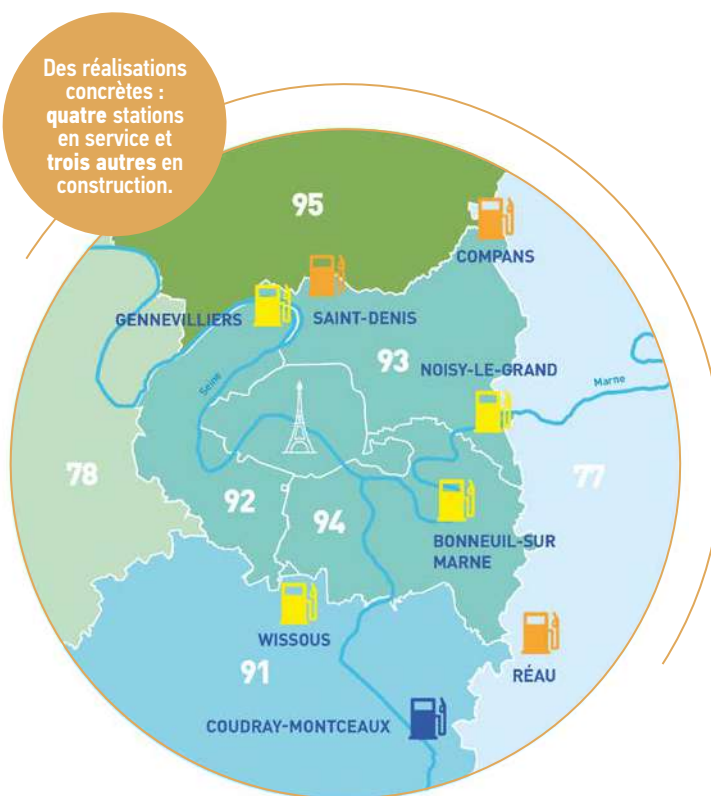 Des réalisations
concrètes :
quatre stations
en service et
trois autres en
construction.
95
COMPANS
GENNEVILLIERS
SAINT-DENIS
93
NOISY-LE-GRAND
Seine
Marne
78
77
92
94
BONNEUIL-SUR
MARNE
WISSOUS
91
RÉAU
COUDRAY-MONTCEAUX